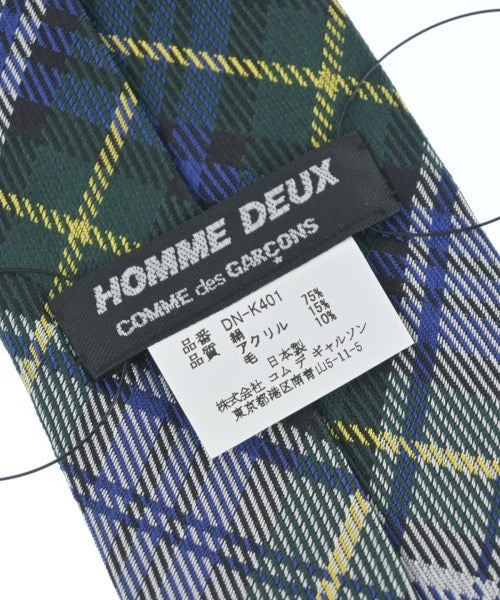 HOMME DEUX
COMME des GARÇONS
品番 DN-K401
品質 絹 75%
アクリル 15%
毛 10%
日本製
株式会社 コム デ ギャルソン
東京都港区南青山5-11-5